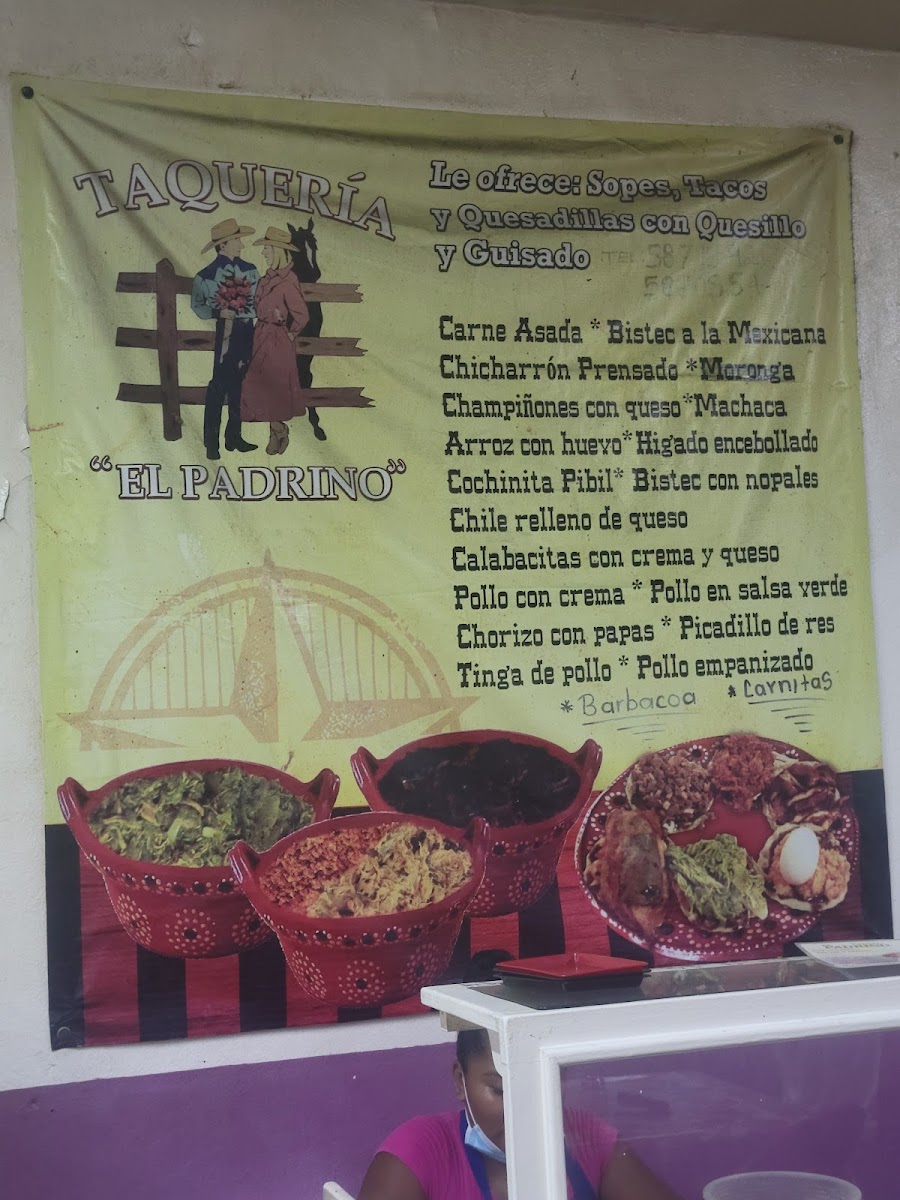 TAQUERÍA
"EL PADRINO"
Le ofrece: Sopes, Tacos
y Quesadillas con Quesillo
y Guisado
Carne Asada * Bistec a la Mexicana
Chicharrón Prensado * Moronga
Champiñones con queso * Machaca
Arroz con huevo * Higado encebollado
Cochinita Pibil * Bistec con nopales
Chile relleno de queso
Calabacitas con crema y queso
Pollo con crema * Pollo en salsa verde
Chorizo con papas * Picadillo de res
Tinga de pollo * Pollo empanizado
* Barbacoa * Carnitas
PADRINO